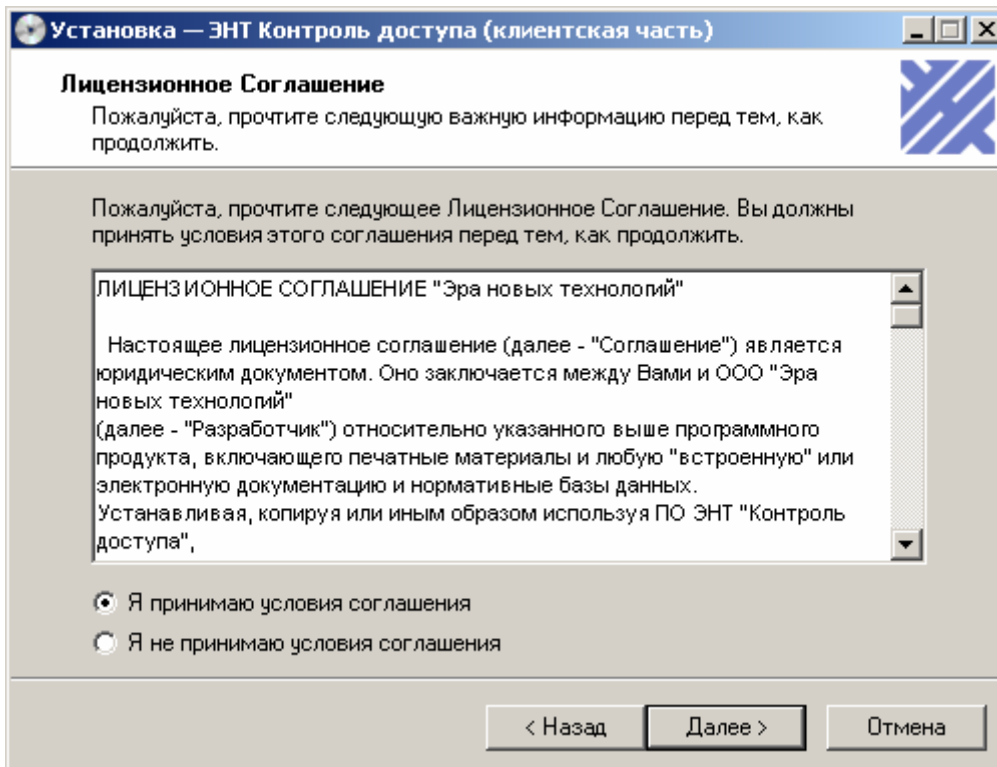 Установка — ЭНТ Контроль доступа (клиентская часть)
Лицензионное Соглашение
Пожалуйста, прочтите следующую важную информацию перед тем, как
продолжить.
Пожалуйста, прочтите следующее Лицензионное Соглашение. Вы должны
принять условия этого соглашения перед тем, как продолжить.
ЛИЦЕНЗИОННОЕ СОГЛАШЕНИЕ "Эра новых технологий"
Настоящее лицензионное соглашение (далее - "Соглашение") является
юридическим документом. Оно заключается между Вами и ООО "Эра
новых технологий"
(далее - "Разработчик") относительно указанного выше программного
продукта, включающего печатные материалы и любую "встроенную" или
электронную документацию и нормативные базы данных.
Устанавливая, копируя или иным образом используя ПО ЭНТ "Контроль
доступа",
Я принимаю условия соглашения
Я не принимаю условия соглашения
< Назад
Далее >
Отмена